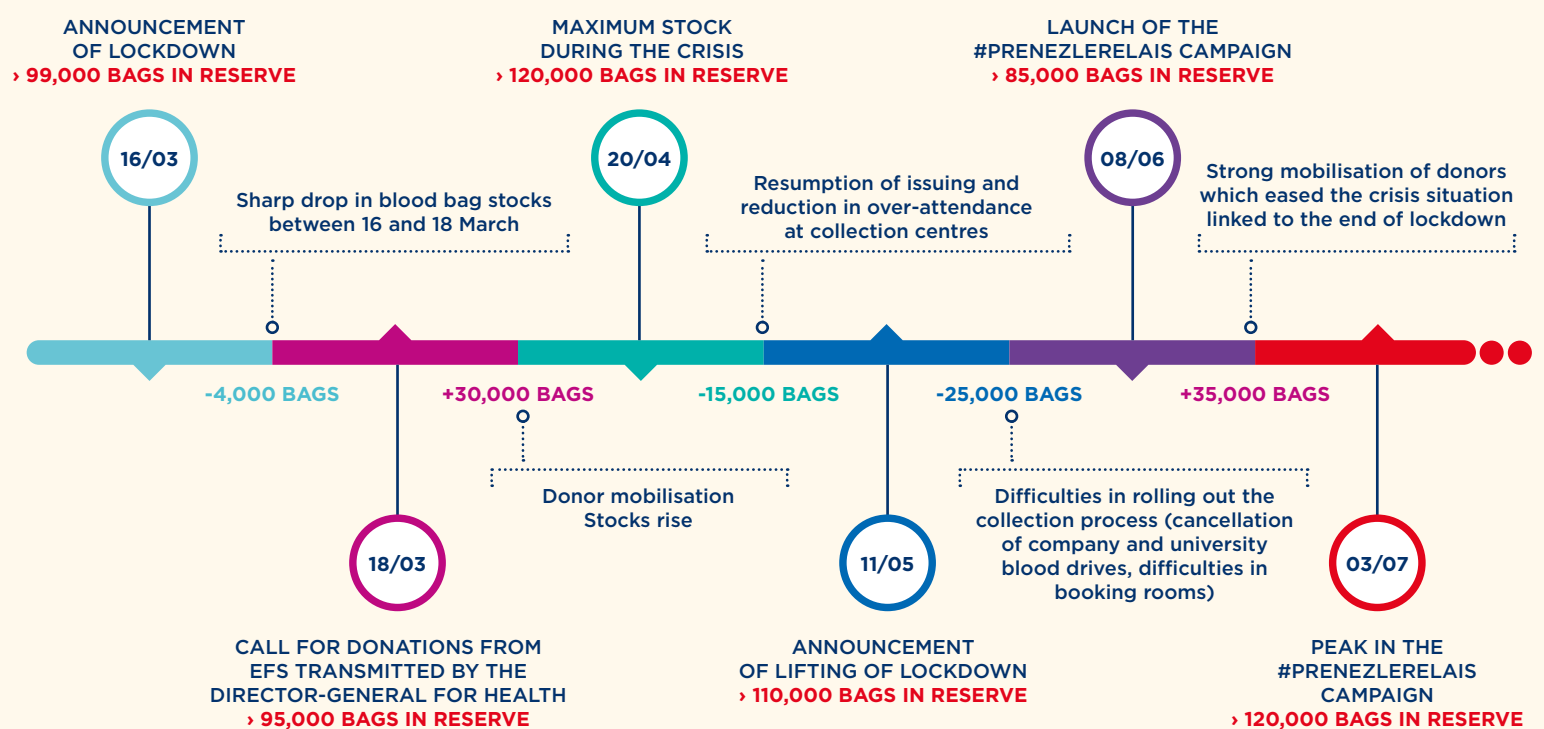 ANNOUNCEMENT
OF LOCKDOWN
› 99,000 BAGS IN RESERVE
16/03
Sharp drop in blood bag stocks
between 16 and 18 March
-4,000 BAGS
18/03
CALL FOR DONATIONS FROM
EFS TRANSMITTED BY THE
DIRECTOR-GENERAL FOR HEALTH
› 95,000 BAGS IN RESERVE
+30,000 BAGS
Donor mobilisation
Stocks rise
MAXIMUM STOCK
DURING THE CRISIS
› 120,000 BAGS IN RESERVE
20/04
Resumption of issuing and
reduction in over-attendance
at collection centres
-15,000 BAGS
11/05
ANNOUNCEMENT
OF LIFTING OF LOCKDOWN
› 110,000 BAGS IN RESERVE
-25,000 BAGS
Difficulties in rolling out the
collection process (cancellation
of company and university
blood drives, difficulties in
booking rooms)
LAUNCH OF THE
#PRENEZLERELAIS CAMPAIGN
› 85,000 BAGS IN RESERVE
08/06
Strong mobilisation of donors
which eased the crisis situation
linked to the end of lockdown
+35,000 BAGS
03/07
PEAK IN THE
#PRENEZLERELAIS
CAMPAIGN
› 120,000 BAGS IN RESERVE